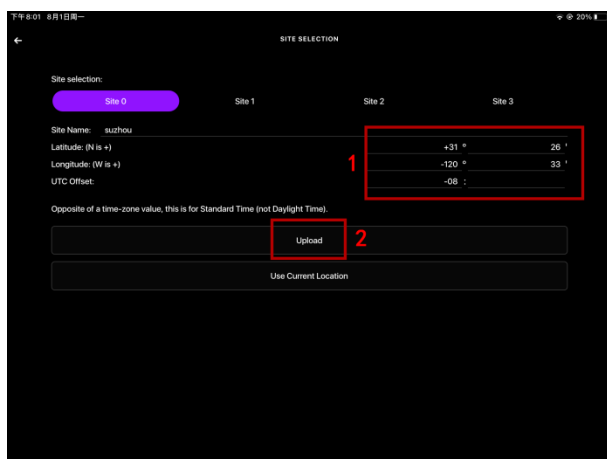 下午8:01 8月1日周一 20%
SITE SELECTION
Site selection:
Site 0 Site 1 Site 2 Site 3
Site Name: suzhou
Latitude: (N is +) +31 ° 26 '
Longitude: (W is +) -120 ° 33 '
1
UTC Offset: -08 :
Opposite of a time-zone value, this is for Standard Time (not Daylight Time).
Upload 2
Use Current Location